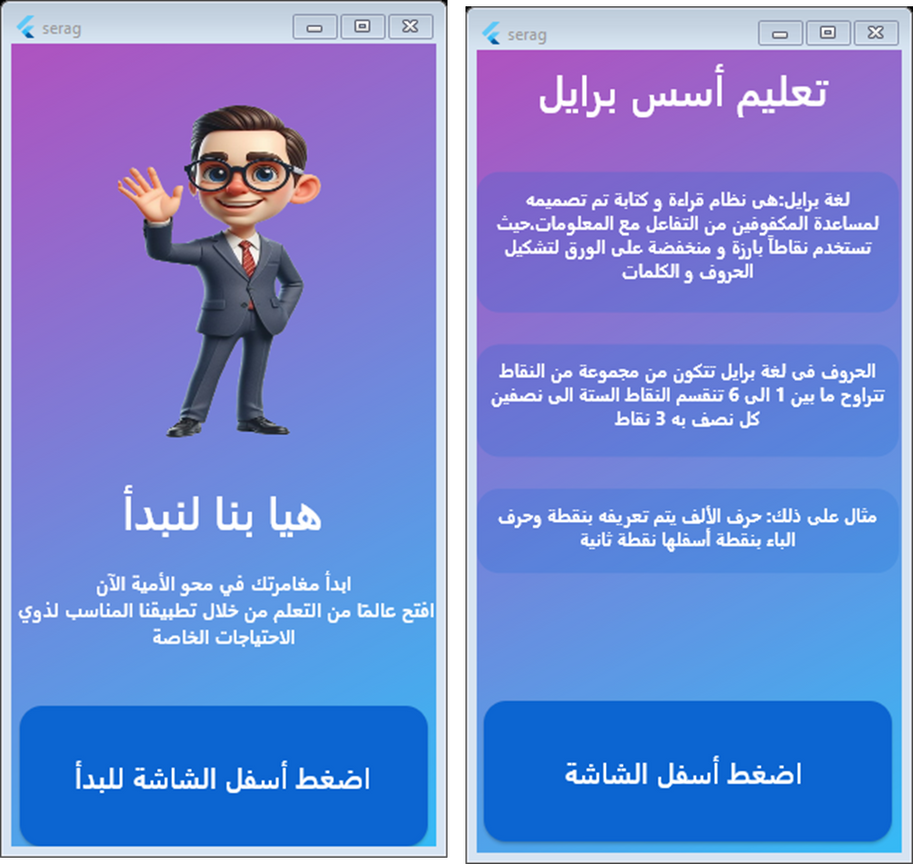 serag
هيا بنا لنبدأ
ابدأ مغامرتك في محو الأمية الآن
افتح عالمًا من التعلم من خلال تطبيقنا المناسب لذوي
الاحتياجات الخاصة
اضغط أسفل الشاشة للبدأ
serag
تعليم أسس برايل
لغة برايل:هى نظام قراءة و كتابة تم تصميمه
لمساعدة المكفوفين من التفاعل مع المعلومات،حيث
تستخدم نقاطاً بارزة و منخفضة على الورق لتشكيل
الحروف و الكلمات
الحروف فى لغة برايل تتكون من مجموعة من النقاط
تتراوح ما بين 1 الى 6 تنقسم النقاط الستة الى نصفين
كل نصف به 3 نقاط
مثال على ذلك: حرف الألف يتم تعريفه بنقطة وحرف
الباء بنقطة أسفلها نقطة ثانية
اضغط أسفل الشاشة